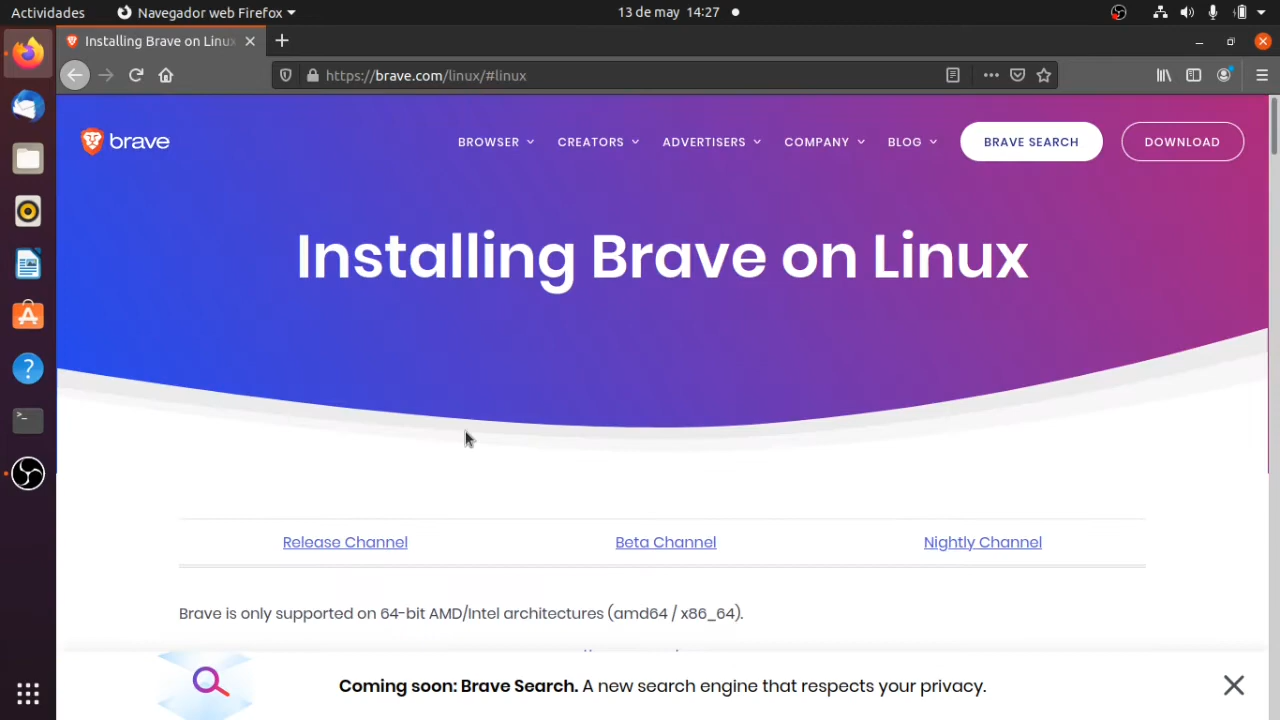 Actividades
Navegador web Firefox
13 de may 14:27
Installing Brave on Linu
https://brave.com/linux/#linux
brave
BROWSER
CREATORS
ADVERTISERS
COMPANY
BLOG
BRAVE SEARCH
DOWNLOAD
Installing Brave on Linux
Release Channel
Beta Channel
Nightly Channel
Brave is only supported on 64-bit AMD/Intel architectures (amd64 / x86_64).
Coming soon: Brave Search. A new search engine that respects your privacy.